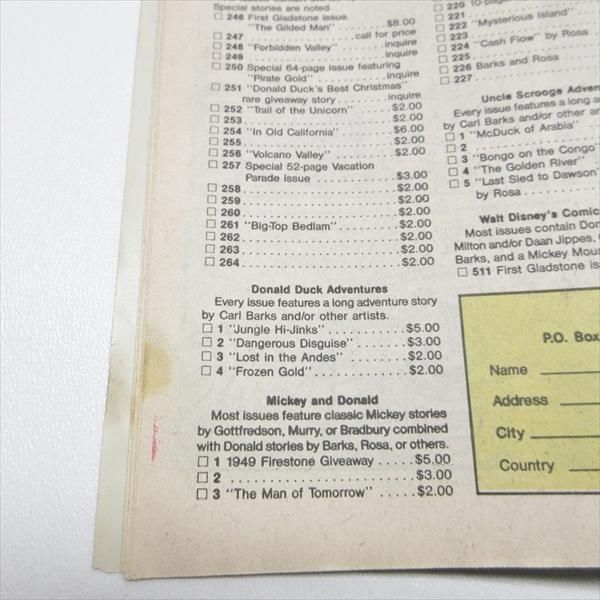 Special stories are noted.
☐ 246 First Gladstone issue.
"The Gilded Man" ........ $8.00
☐ 247 ................ call for price
☐ 248 "Forbidden Valley" ..... inquire
☐ 249 ..................... inquire
☐ 250 Special 64-page issue featuring
"Pirate Gold" ........... inquire
☐ 251 "Donald Duck's Best Christmas"
rare giveaway story ........ inquire
☐ 252 "Trail of the Unicorn" ..... $2.00
☐ 253 ..................... $2.00
☐ 254 "In Old California" ........ $6.00
☐ 255 ..................... $2.00
☐ 256 "Volcano Valley" ......... $2.00
☐ 257 Special 52-page Vacation
Parade issue ............ $3.00
☐ 258 ..................... $2.00
☐ 259 ..................... $2.00
☐ 260 ..................... $2.00
☐ 261 "Big-Top Bedlam" ........ $2.00
☐ 262 ..................... $2.00
☐ 263 ..................... $2.00
☐ 264 ..................... $2.00
Donald Duck Adventures
Every issue features a long adventure story
by Carl Barks and/or other artists.
☐ 1 "Jungle Hi-Jinks" .......... $5.00
☐ 2 "Dangerous Disguise" ....... $3.00
☐ 3 "Lost in the Andes" ........ $2.00
☐ 4 "Frozen Gold" ............. $2.00
Mickey and Donald
Most issues feature classic Mickey stories
by Gottfredson, Murry, or Bradbury combined
with Donald stories by Barks, Rosa, or others.
☐ 1 1949 Firestone Giveaway ..... $5.00
☐ 2 ....................... $3.00
☐ 3 "The Man of Tomorrow" ..... $2.00
☐ 220
☐ 221
☐ 222 "Mysterious Island"
☐ 223
☐ 224 "Cash Flow" by Rosa
☐ 225
☐ 226 Barks and Rosa
☐ 227
Uncle Scrooge
Every issue features a long
by Carl Barks and/or other
☐ 1 "McDuck of Arabia"
☐ 2
☐ 3 "Bongo on the Congo"
☐ 4 "The Golden River"
☐ 5 "Last Sled to Dawson"
by Rosa
Walt Disney's
Most issues contain
Milton and/or Daan Jippes,
Barks, and a Mickey
☐ 511 First Gladstone
P.O. Box
Name
Address
City
Country